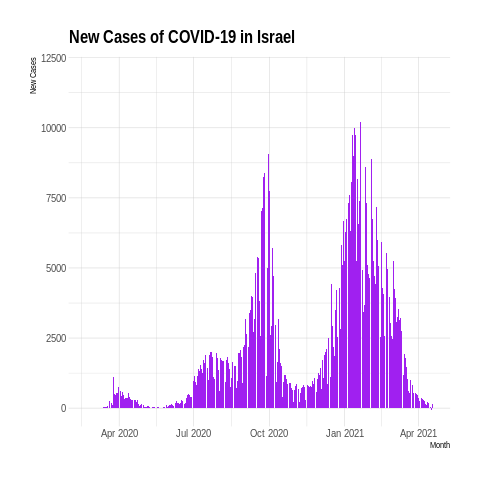 New Cases of COVID-19 in Israel
New Cases
12500
10000
7500
5000
2500
0
Apr 2020 Jul 2020 Oct 2020 Jan 2021 Apr 2021
Month